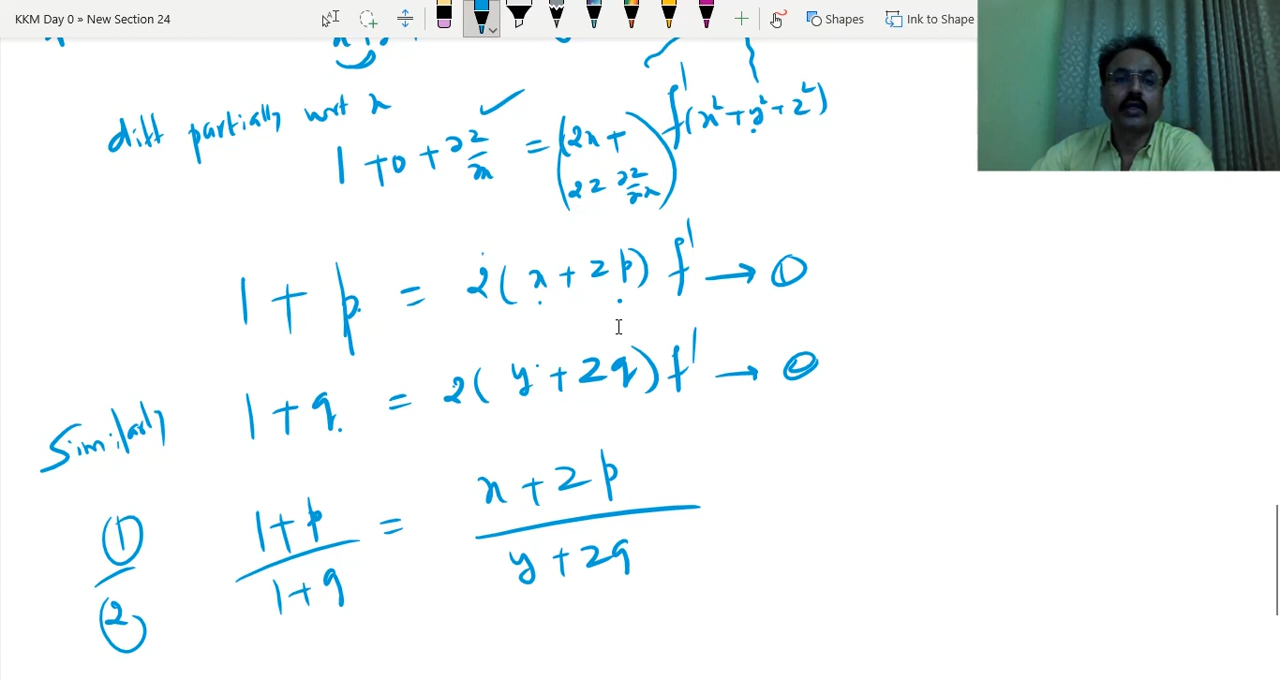 KKM Day 0 » New Section 24
Shapes
Ink to Shape
diff partially wrt x
1 + 0 + ∂z/∂x = (2x + 2z ∂z/∂x) f'(x² + y² + z²)
1 + p = 2(x + zp) f' → ①
Similarly 1 + q = 2(y + zq) f' → ②
①/② (1+p)/(1+q) = (x + zp)/(y + zq)